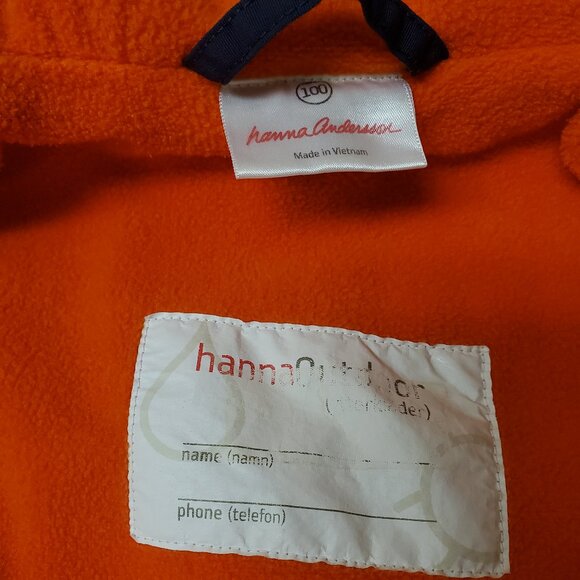 100
hanna Andersson
Made in Vietnam
hannaOutdoor
name (namn)
phone (telefon)